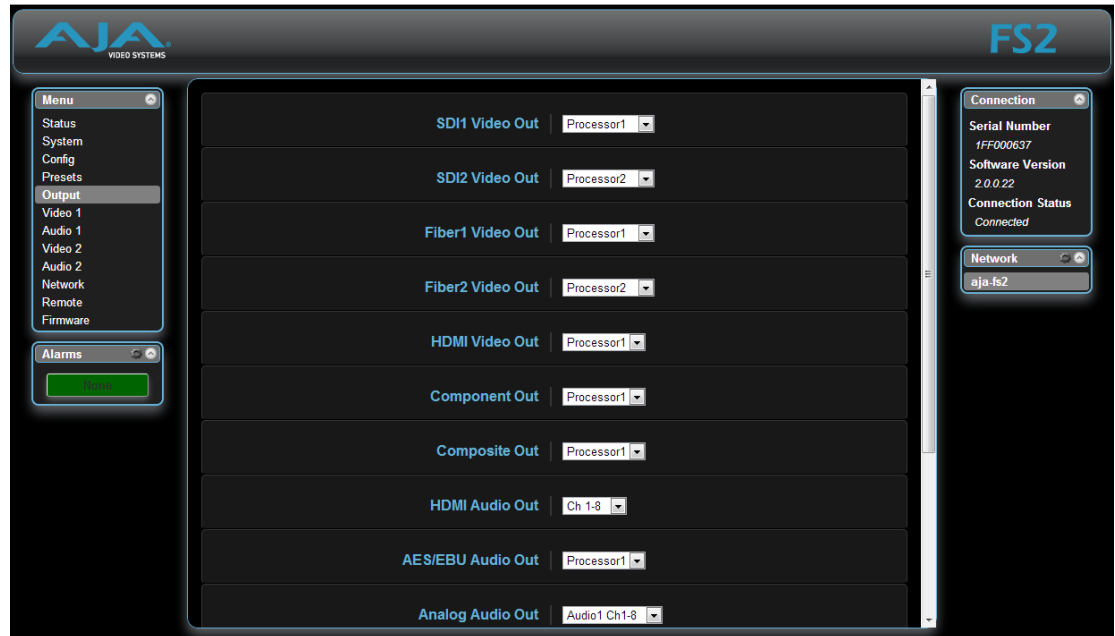 AJA
VIDEO SYSTEMS
FS2
Menu
Status
System
Config
Presets
Output
Video 1
Audio 1
Video 2
Audio 2
Network
Remote
Firmware
Alarms
None
SDI1 Video Out Processor1
SDI2 Video Out Processor2
Fiber1 Video Out Processor1
Fiber2 Video Out Processor2
HDMI Video Out Processor1
Component Out Processor1
Composite Out Processor1
HDMI Audio Out Ch 1-8
AES/EBU Audio Out Processor1
Analog Audio Out Audio1 Ch1-8
Connection
Serial Number
1FF000637
Software Version
2.0.0.22
Connection Status
Connected
Network
aja-fs2